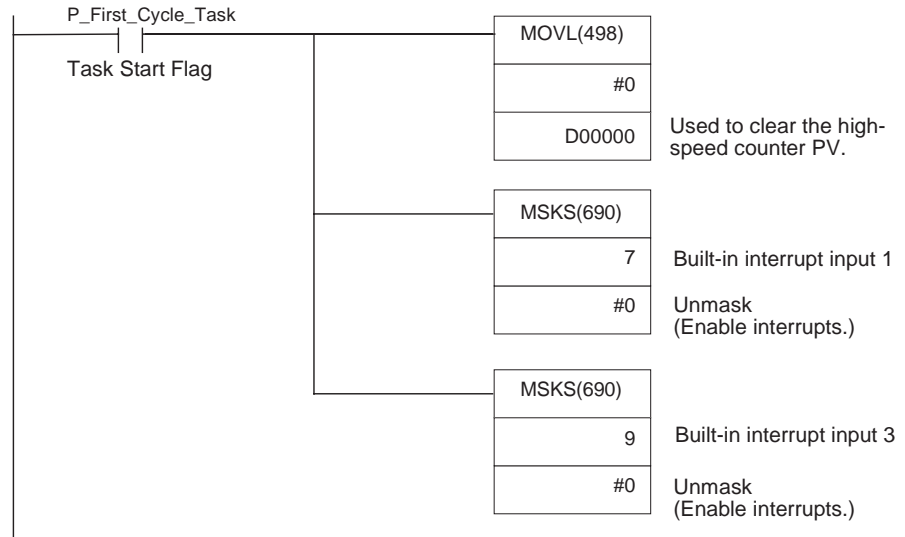 P_First_Cycle_Task
Task Start Flag
MOVL(498)
#0
D00000
Used to clear the high-
speed counter PV.
MSKS(690)
7
Built-in interrupt input 1
#0
Unmask
(Enable interrupts.)
MSKS(690)
9
Built-in interrupt input 3
#0
Unmask
(Enable interrupts.)